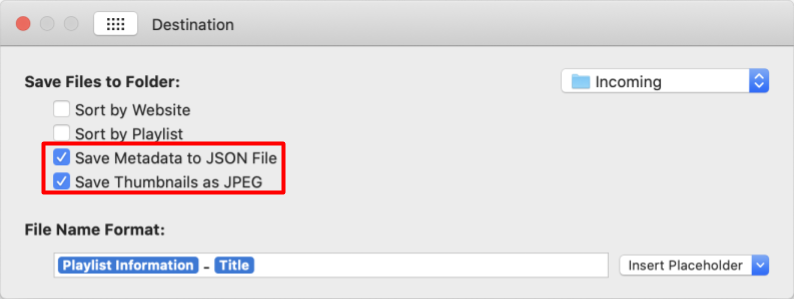 Destination
Save Files to Folder:
Incoming
Sort by Website
Sort by Playlist
Save Metadata to JSON File
Save Thumbnails as JPEG
File Name Format:
Playlist Information - Title
Insert Placeholder